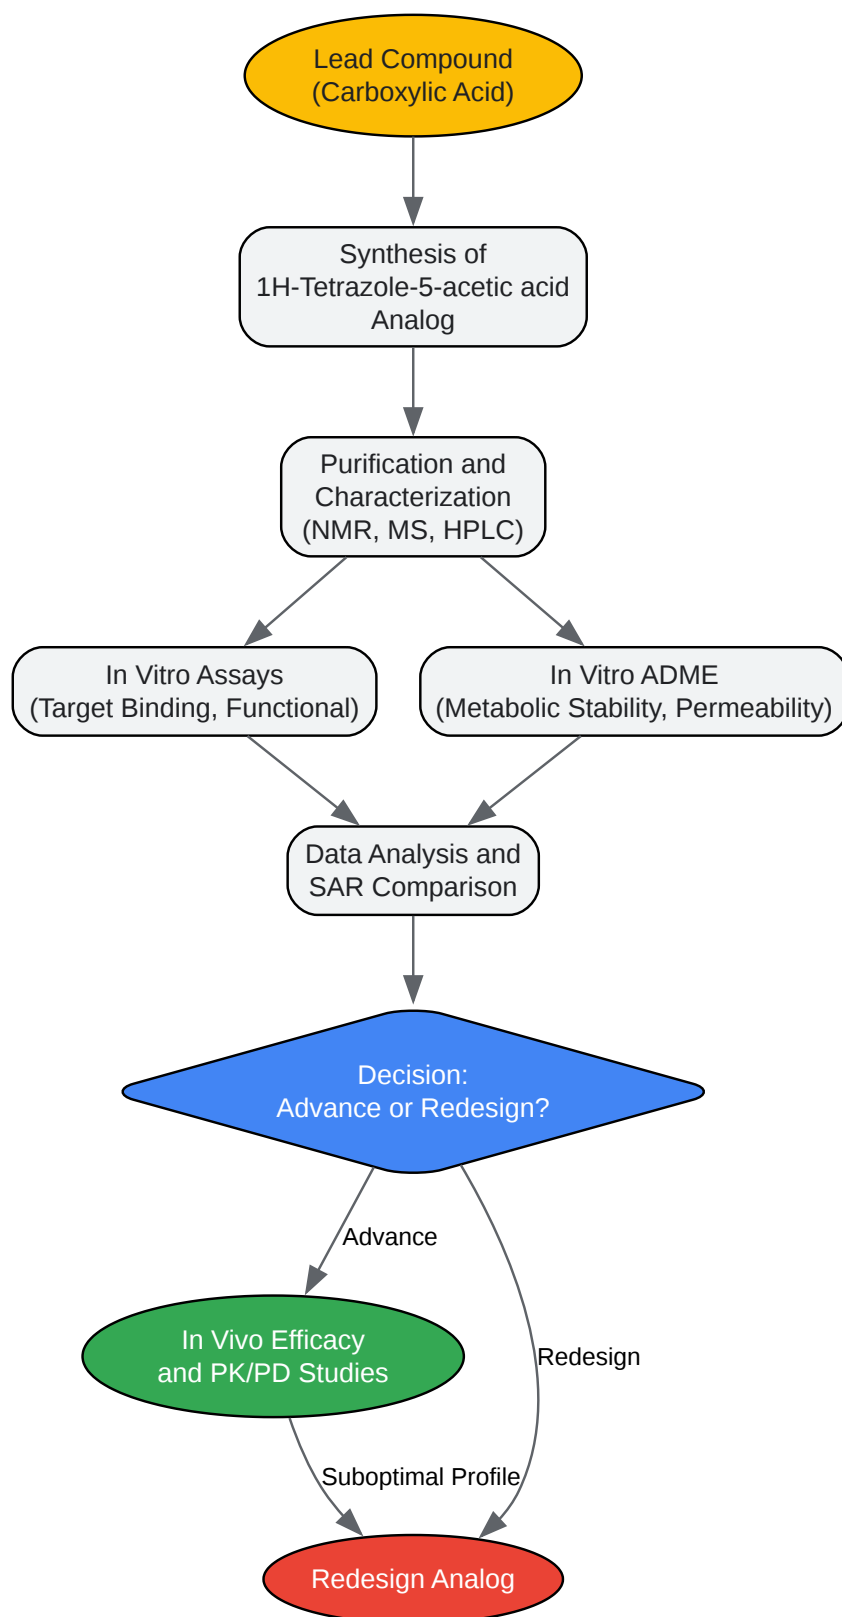 Lead Compound
(Carboxylic Acid)
Synthesis of
1H-Tetrazole-5-acetic acid
Analog
Purification and
Characterization
(NMR, MS, HPLC)
In Vitro Assays
(Target Binding, Functional)
In Vitro ADME
(Metabolic Stability, Permeability)
Data Analysis and
SAR Comparison
Decision:
Advance or Redesign?
Advance
In Vivo Efficacy
and PK/PD Studies
Redesign
Suboptimal Profile
Redesign Analog